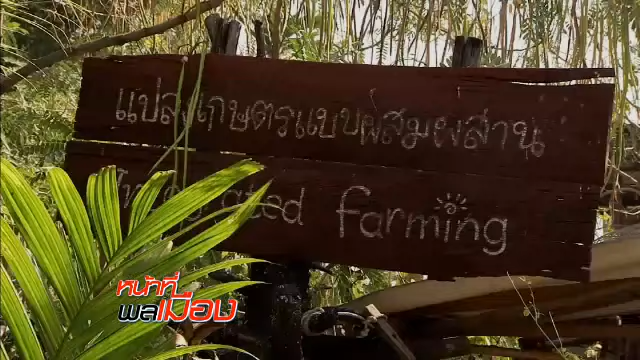 แปลงเกษตรแบบผสมผสาน
Integrated farming
หน้าที่
พลเมือง